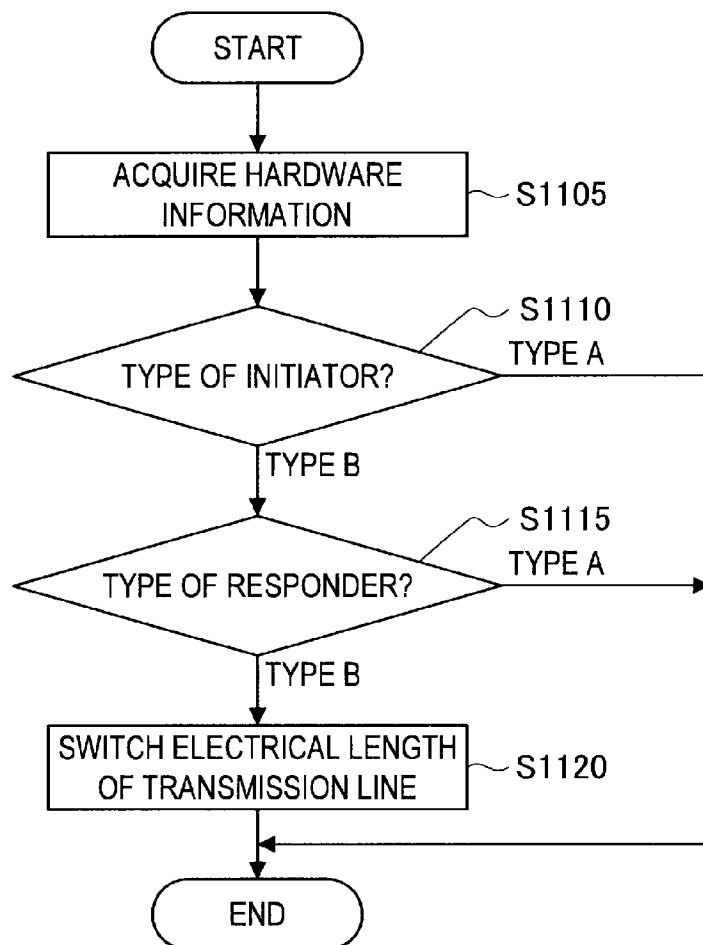 START
ACQUIRE HARDWARE
INFORMATION
S1105
S1110
TYPE A
TYPE OF INITIATOR?
TYPE B
S1115
TYPE A
TYPE OF RESPONDER?
TYPE B
SWITCH ELECTRICAL LENGTH
OF TRANSMISSION LINE
S1120
END